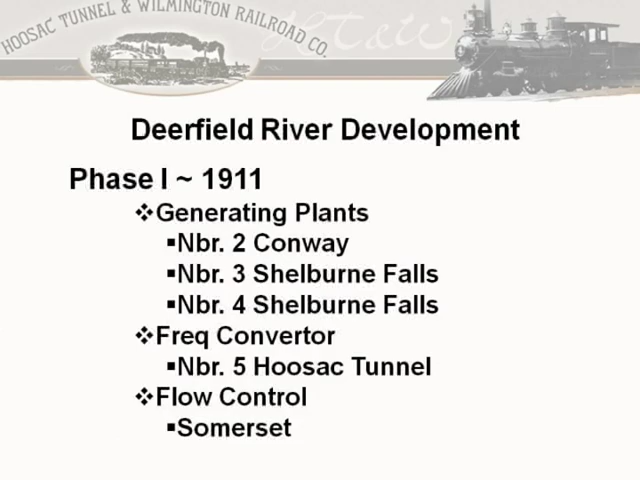 HOOSAC TUNNEL & WILMINGTON RAILROAD CO.
HT&W
Deerfield River Development
Phase I ~ 1911
❖Generating Plants
▪Nbr. 2 Conway
▪Nbr. 3 Shelburne Falls
▪Nbr. 4 Shelburne Falls
❖Freq Convertor
▪Nbr. 5 Hoosac Tunnel
❖Flow Control
▪Somerset